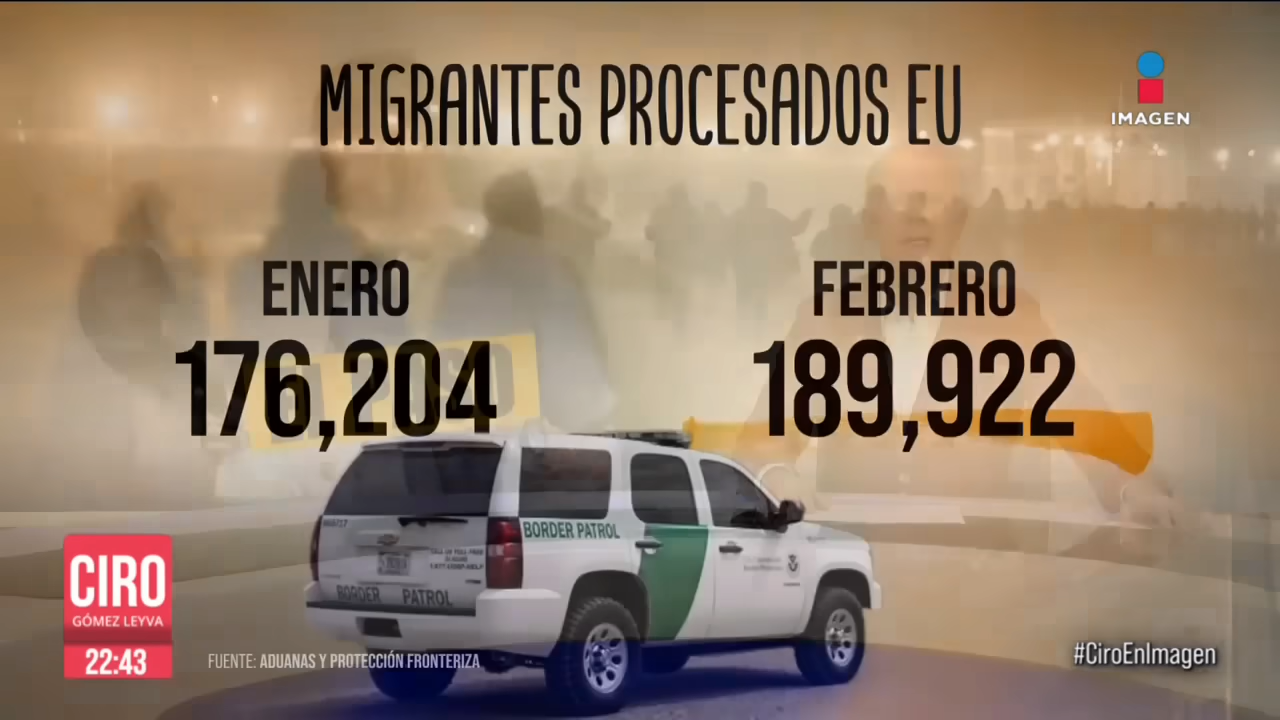 MIGRANTES PROCESADOS EU
IMAGEN
ENERO
176,204
FEBRERO
189,922
BORDER PATROL
BORDER PATROL
CIRO
GÓMEZ LEYVA
22:43
FUENTE: ADUANAS Y PROTECCIÓN FRONTERIZA
#CiroEnImagen